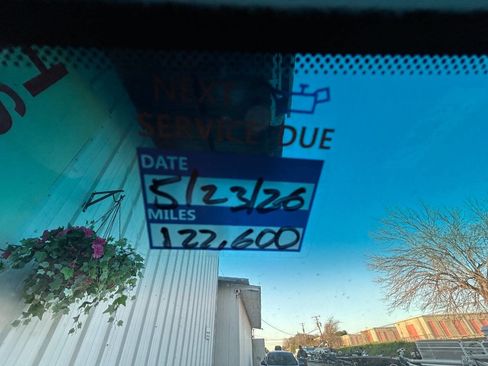 NEXT
SERVICE DUE
DATE
5/23/26
MILES
122,600